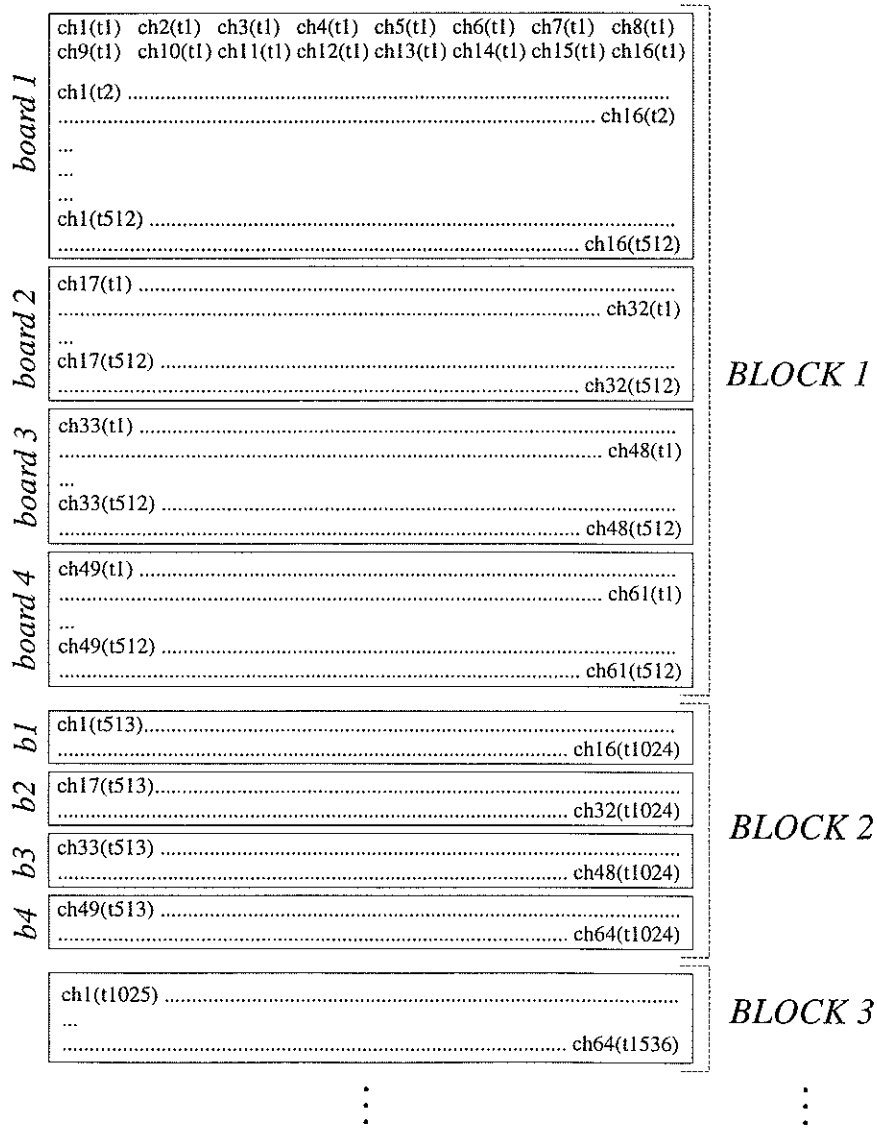 board 1
ch1(t1) ch2(t1) ch3(t1) ch4(t1) ch5(t1) ch6(t1) ch7(t1) ch8(t1)
ch9(t1) ch10(t1) ch11(t1) ch12(t1) ch13(t1) ch14(t1) ch15(t1) ch16(t1)
ch1(t2) ........................................
........................................ ch16(t2)
...
...
...
ch1(t512) ........................................
........................................ ch16(t512)
board 2
ch17(t1) ........................................
........................................ ch32(t1)
...
ch17(t512) ........................................
........................................ ch32(t512)
BLOCK 1
board 3
ch33(t1) ........................................
........................................ ch48(t1)
...
ch33(t512) ........................................
........................................ ch48(t512)
board 4
ch49(t1) ........................................
........................................ ch61(t1)
...
ch49(t512) ........................................
........................................ ch61(t512)
b1
ch1(t513)........................................
........................................ ch16(t1024)
b2
ch17(t513)........................................
........................................ ch32(t1024)
BLOCK 2
b3
ch33(t513) ........................................
........................................ ch48(t1024)
b4
ch49(t513) ........................................
........................................ ch64(t1024)
ch1(t1025) ........................................
...
........................................ ch64(t1536)
BLOCK 3